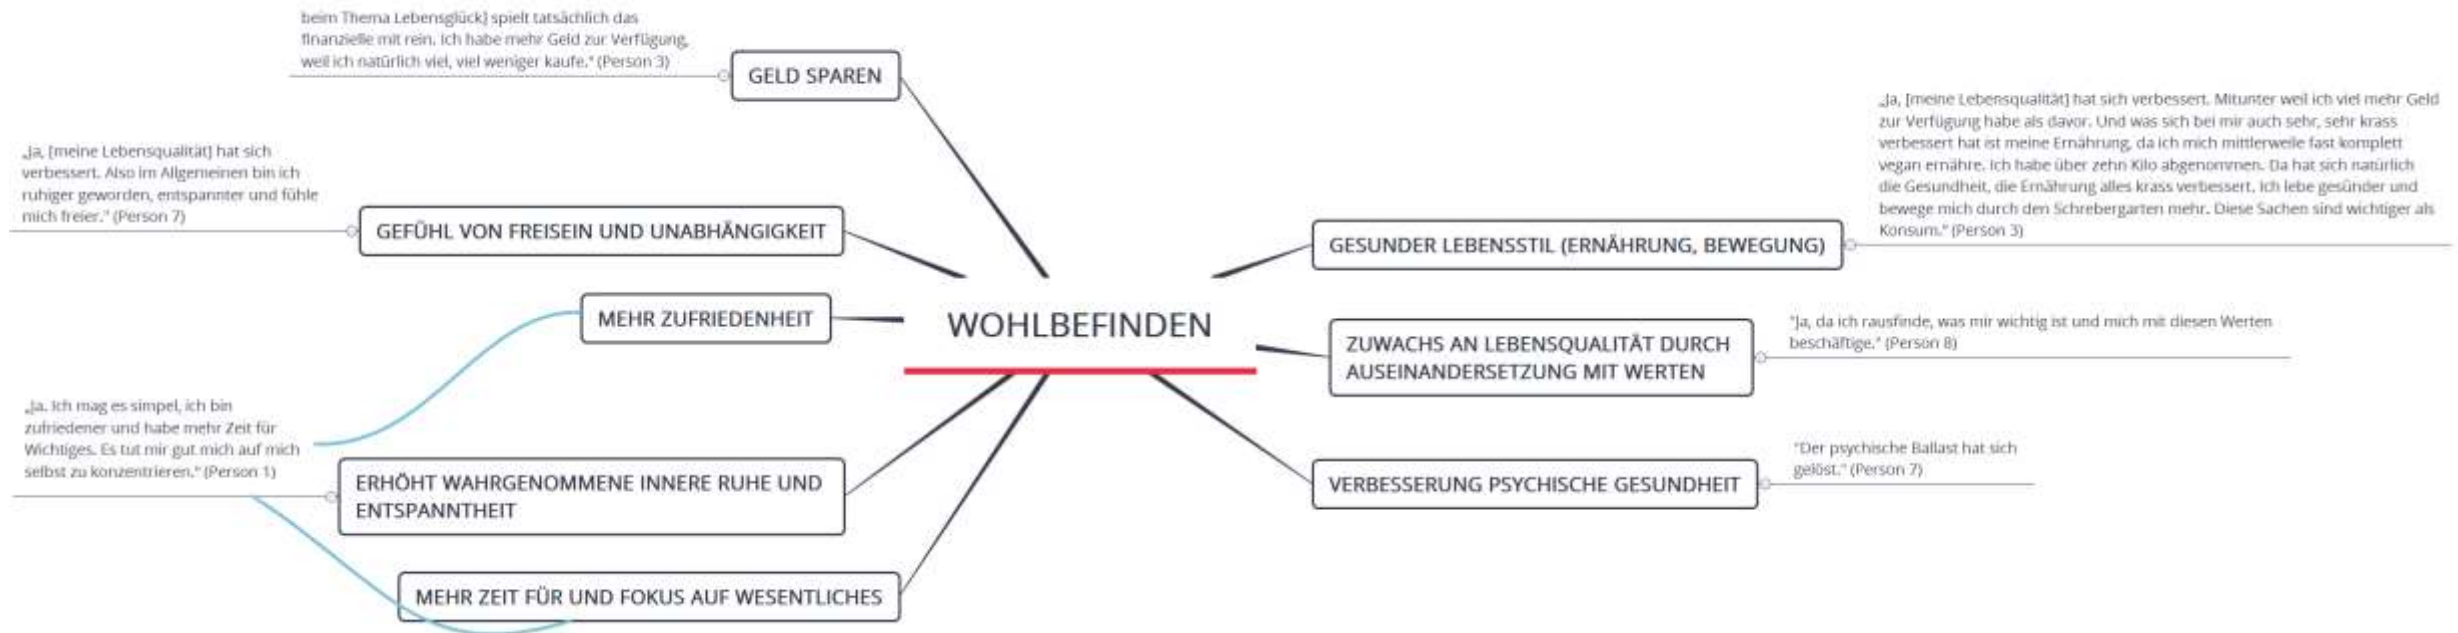 beim Thema Lebensglück] spielt tatsächlich das
finanzielle mit rein. Ich habe mehr Geld zur Verfügung,
weil ich natürlich viel, viel weniger kaufe." (Person 3)
GELD SPAREN
„Ja, [meine Lebensqualität] hat sich
verbessert. Also im Allgemeinen bin ich
ruhiger geworden, entspannter und fühle
mich freier." (Person 7)
GEFÜHL VON FREISEIN UND UNABHÄNGIGKEIT
MEHR ZUFRIEDENHEIT
„Ja. Ich mag es simpel, ich bin
zufriedener und habe mehr Zeit für
Wichtiges. Es tut mir gut mich auf mich
selbst zu konzentrieren." (Person 1)
ERHÖHT WAHRGENOMMENE INNERE RUHE UND
ENTSPANNTHEIT
MEHR ZEIT FÜR UND FOKUS AUF WESENTLICHES
WOHLBEFINDEN
„Ja, [meine Lebensqualität] hat sich verbessert. Mitunter weil ich viel mehr Geld
zur Verfügung habe als davor. Und was sich bei mir auch sehr, sehr krass
verbessert hat ist meine Ernährung, da ich mich mittlerweile fast komplett
vegan ernähre. Ich habe über zehn Kilo abgenommen. Da hat sich natürlich
die Gesundheit, die Ernährung alles krass verbessert. Ich lebe gesünder und
bewege mich durch den Schrebergarten mehr. Diese Sachen sind wichtiger als
Konsum." (Person 3)
GESUNDER LEBENSSTIL (ERNÄHRUNG, BEWEGUNG)
"Ja, da ich rausfinde, was mir wichtig ist und mich mit diesen Werten
beschäftige." (Person 8)
ZUWACHS AN LEBENSQUALITÄT DURCH
AUSEINANDERSETZUNG MIT WERTEN
"Der psychische Ballast hat sich
gelöst." (Person 7)
VERBESSERUNG PSYCHISCHE GESUNDHEIT